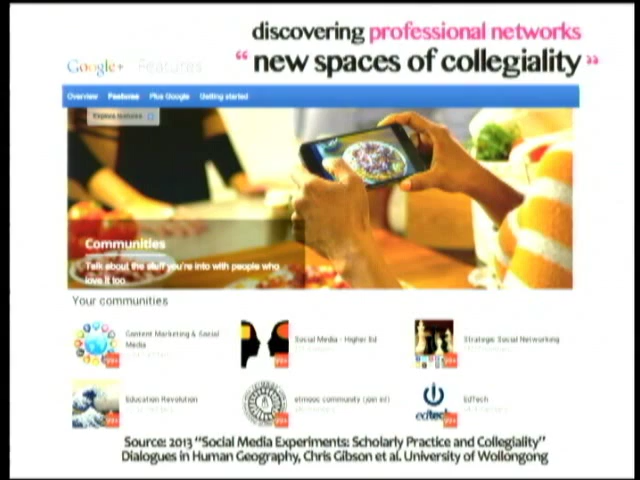 discovering professional networks
“ new spaces of collegiality ”
Google+ Features
Overview Features Plus Google Getting started
Explore features
Communities
Talk about the stuff you're into with people who
love it too.
Your communities
Content Marketing & Social
Media
Social Media - Higher Ed
Strategic Social Networking
Education Revolution
etmooc community (join in!)
EdTech
edtech
Source: 2013 “Social Media Experiments: Scholarly Practice and Collegiality”
Dialogues in Human Geography, Chris Gibson et al. University of Wollongong